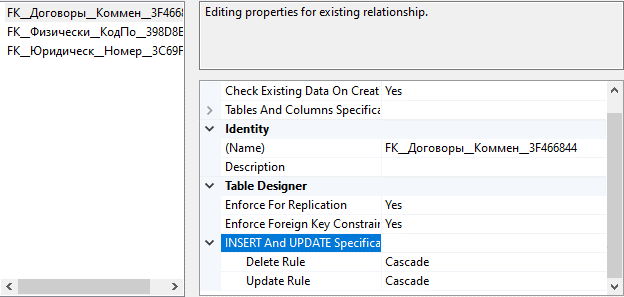 FK__Договоры__Коммен__3F466
FK__Физически__КодПо__398D8E
FK__Юридическ__Номер__3C69F
Editing properties for existing relationship.
Check Existing Data On Creat Yes
Tables And Columns Specifica
Identity
(Name) FK__Договоры__Коммен__3F466844
Description
Table Designer
Enforce For Replication Yes
Enforce Foreign Key Constrain Yes
INSERT And UPDATE Specifica
Delete Rule Cascade
Update Rule Cascade